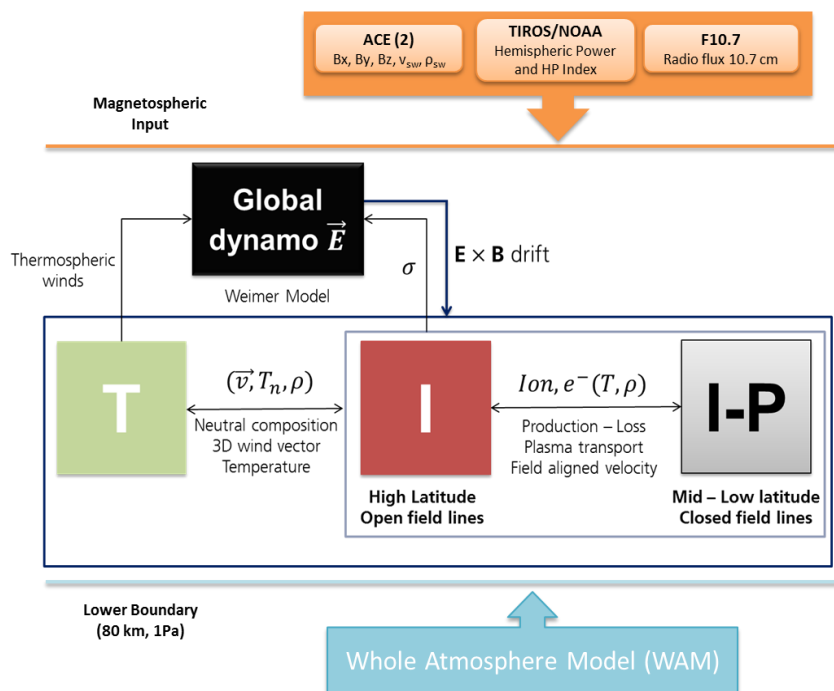 ACE (2)
Bx, By, Bz, vsw, ρsw
TIROS/NOAA
Hemispheric Power
and HP Index
F10.7
Radio flux 10.7 cm
Magnetospheric
Input
Global
dynamo E⃗
Thermospheric
winds
Weimer Model
σ
E × B drift
T
(v⃗, Tn, ρ)
Neutral composition
3D wind vector
Temperature
I
High Latitude
Open field lines
Ion, e⁻(T, ρ)
Production – Loss
Plasma transport
Field aligned velocity
I-P
Mid – Low latitude
Closed field lines
Lower Boundary
(80 km, 1Pa)
Whole Atmosphere Model (WAM)